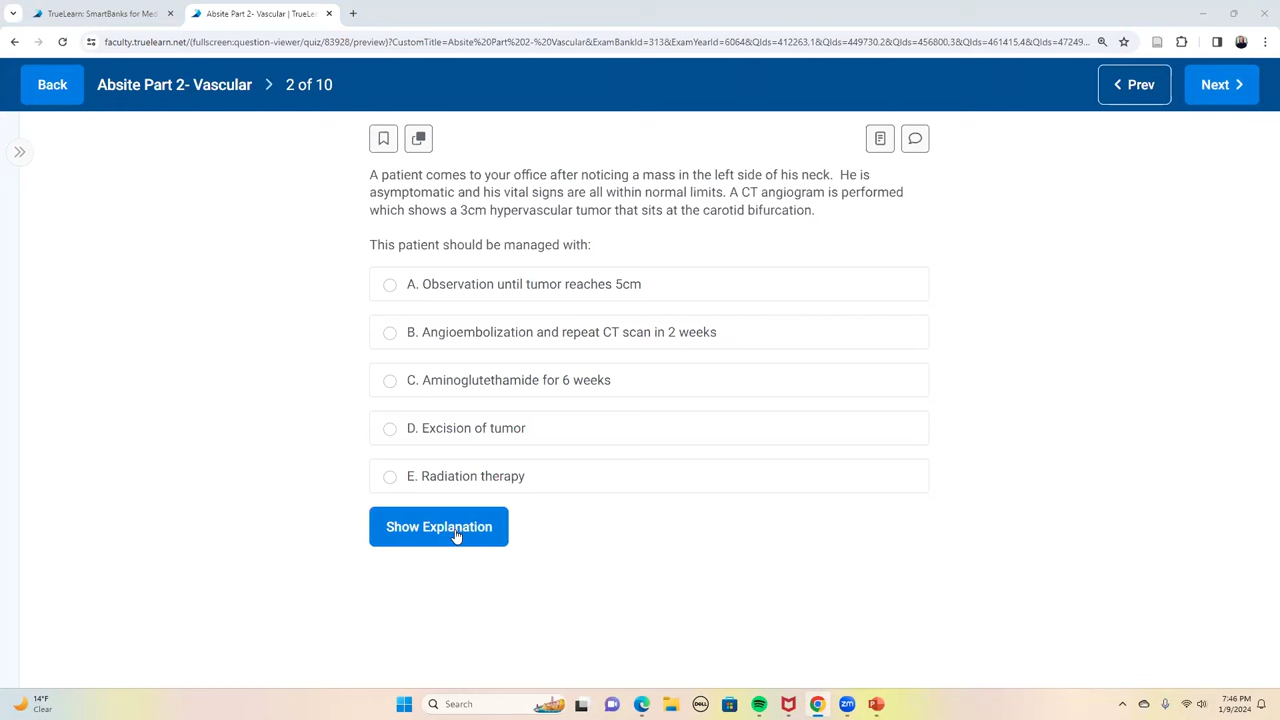 TrueLearn: SmartBanks for Med
Absite Part 2- Vascular | TrueLe
faculty.truelearn.net/(fullscreen:question-viewer/quiz/83928/preview)?CustomTitle=Absite%20Part%202-%20Vascular&ExamBankId=313&ExamYearId=6064&QIds=412263,1&QIds=449730,2&QIds=456800,3&QIds=461415,4&QIds=47249...
Back
Absite Part 2- Vascular
2 of 10
Prev
Next
A patient comes to your office after noticing a mass in the left side of his neck. He is
asymptomatic and his vital signs are all within normal limits. A CT angiogram is performed
which shows a 3cm hypervascular tumor that sits at the carotid bifurcation.
This patient should be managed with:
A. Observation until tumor reaches 5cm
B. Angioembolization and repeat CT scan in 2 weeks
C. Aminoglutethamide for 6 weeks
D. Excision of tumor
E. Radiation therapy
Show Explanation
14°F
Clear
Search
DELL
zm
7:46 PM
1/9/2024